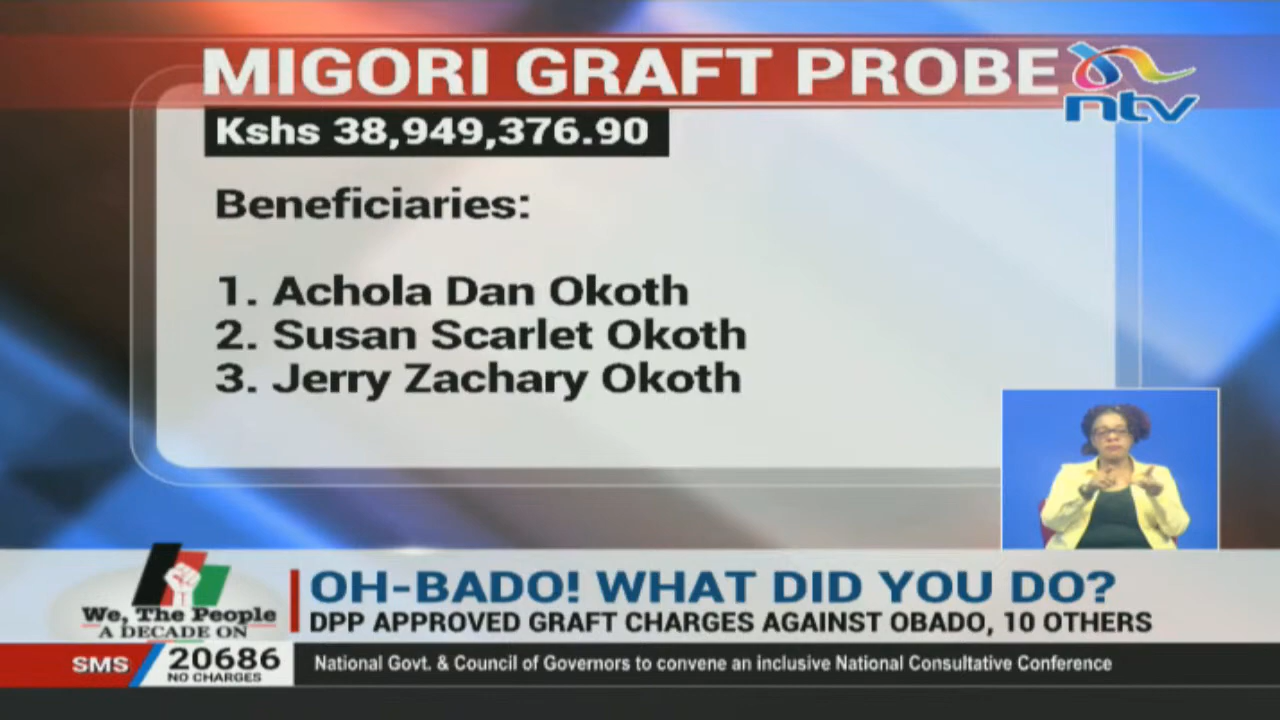 MIGORI GRAFT PROBE
ntv
Kshs 38,949,376.90
Beneficiaries:
1. Achola Dan Okoth
2. Susan Scarlet Okoth
3. Jerry Zachary Okoth
We, The People
A DECADE ON
OH-BADO! WHAT DID YOU DO?
DPP APPROVED GRAFT CHARGES AGAINST OBADO, 10 OTHERS
SMS 20686
NO CHARGES
National Govt. & Council of Governors to convene an inclusive National Consultative Conference